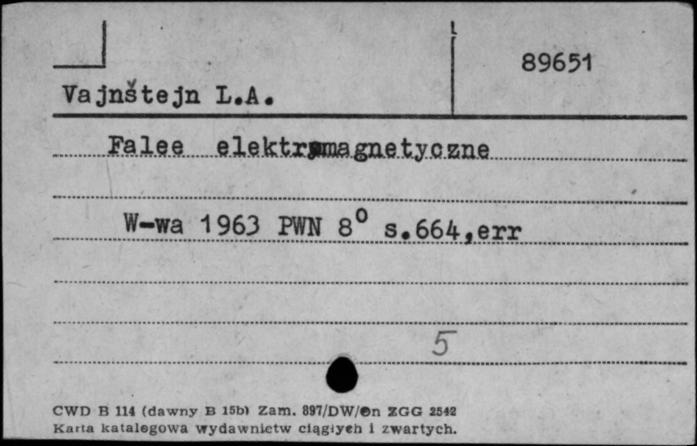 89651
Vajnštejn L.A.
Falee elektromagnetyczne
W-wa 1963 PWN 8⁰ s.664,err
5
CWD B 114 (dawny B 15b) Zam. 897/DW/On ZGG 2542
Karta katalogowa wydawnictw ciągłych i zwartych.